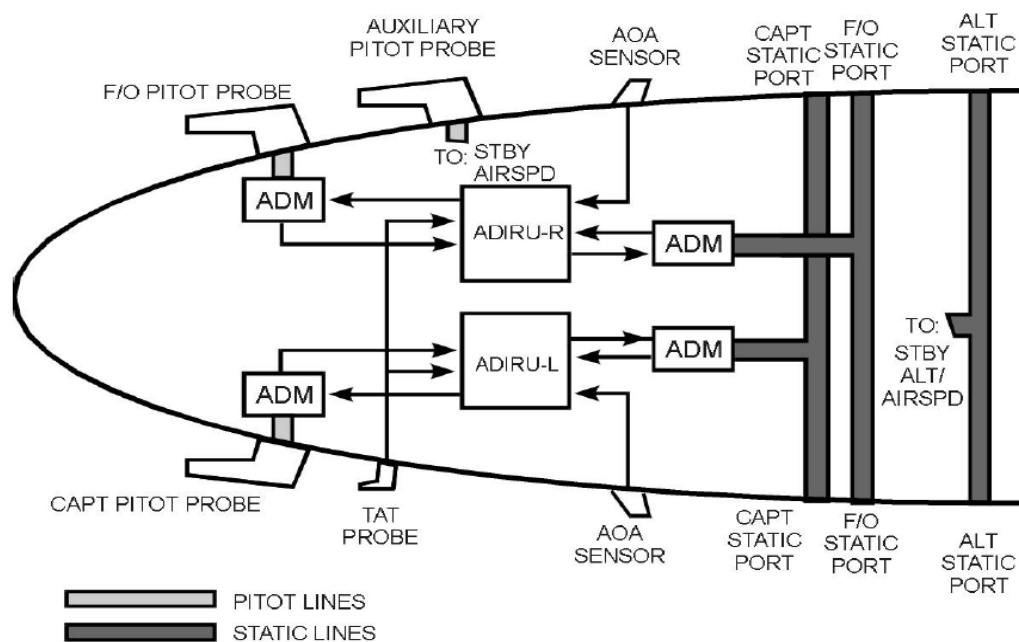 AUXILIARY
PITOT PROBE
AOA
SENSOR
CAPT
STATIC
PORT
F/O
STATIC
PORT
ALT
STATIC
PORT
F/O PITOT PROBE
TO: STBY
AIRSPD
ADM
ADIRU-R
ADM
TO:
STBY
ALT/
AIRSPD
ADIRU-L
ADM
ADM
CAPT PITOT PROBE
TAT
PROBE
AOA
SENSOR
CAPT
STATIC
PORT
F/O
STATIC
PORT
ALT
STATIC
PORT
PITOT LINES
STATIC LINES